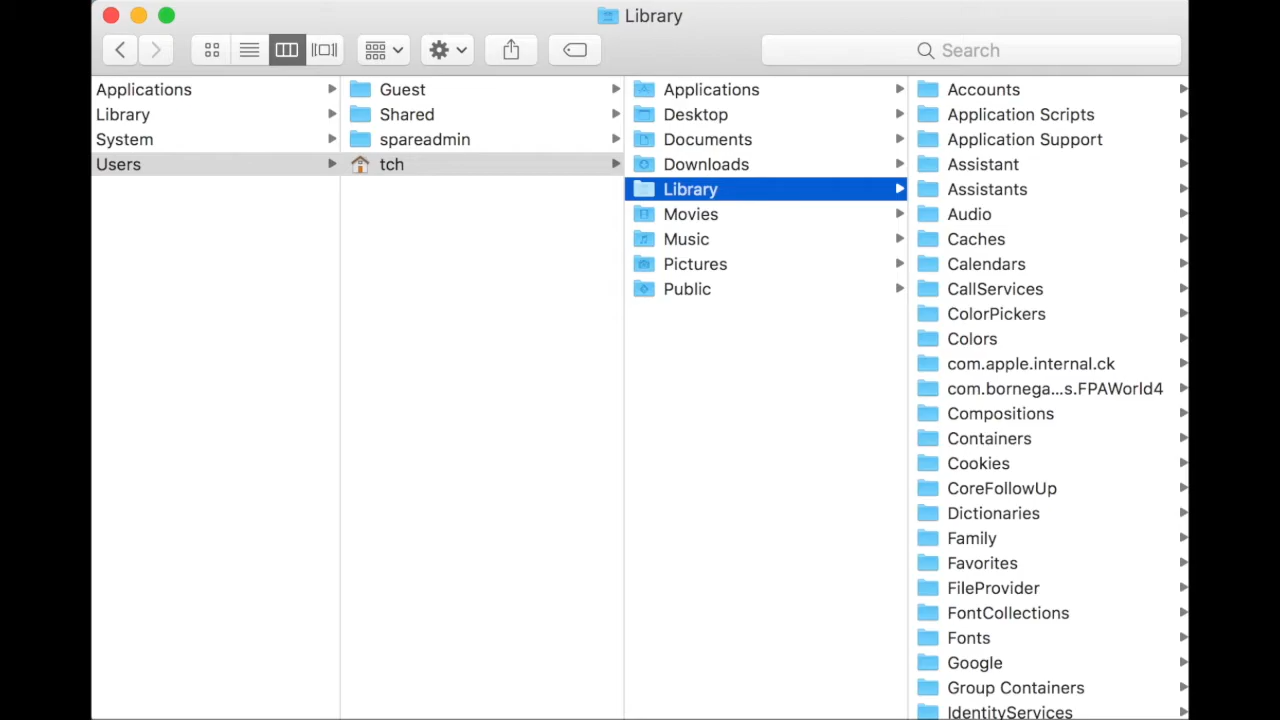 Library
Search
Applications
Library
System
Users
Guest
Shared
spareadmin
tch
Applications
Desktop
Documents
Downloads
Library
Movies
Music
Pictures
Public
Accounts
Application Scripts
Application Support
Assistant
Assistants
Audio
Caches
Calendars
CallServices
ColorPickers
Colors
com.apple.internal.ck
com.bornega...s.FPAWorld4
Compositions
Containers
Cookies
CoreFollowUp
Dictionaries
Family
Favorites
FileProvider
FontCollections
Fonts
Google
Group Containers
IdentityServices